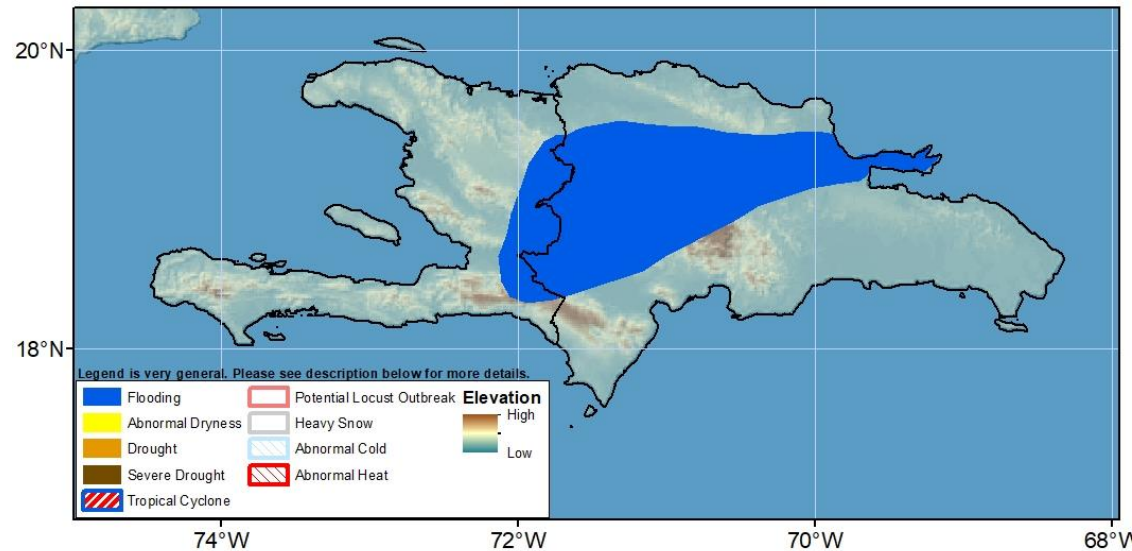 20°N
18°N
Legend is very general. Please see description below for more details.
Flooding
Potential Locust Outbreak
Elevation
Abnormal Dryness
Heavy Snow
High
Drought
Abnormal Cold
Low
Severe Drought
Abnormal Heat
Tropical Cyclone
74°W
72°W
70°W
68°W